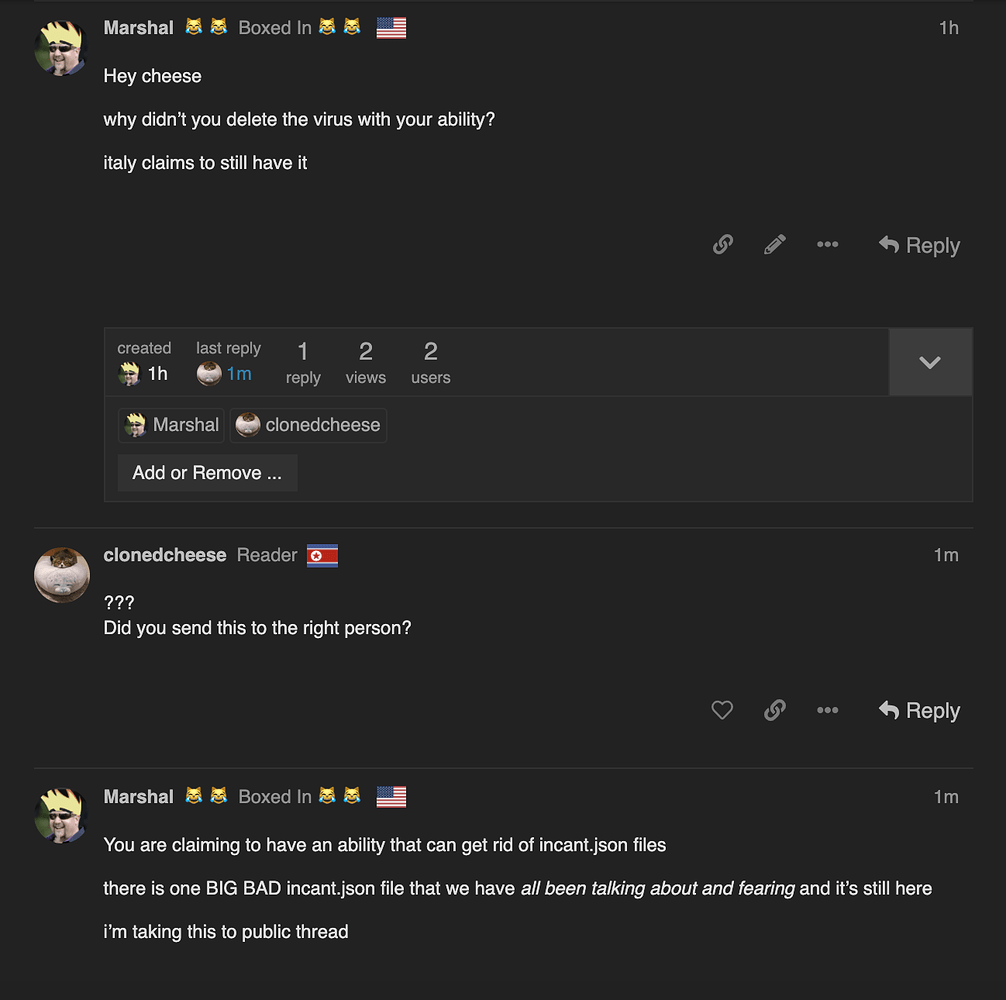 Marshal 😹 😹 Boxed In 😹 😹 1h
Hey cheese
why didn’t you delete the virus with your ability?
italy claims to still have it
Reply
created last reply 1 2 2
1h 1m reply views users
Marshal clonedcheese
Add or Remove ...
clonedcheese Reader 1m
???
Did you send this to the right person?
Reply
Marshal 😹 😹 Boxed In 😹 😹 1m
You are claiming to have an ability that can get rid of incant.json files
there is one BIG BAD incant.json file that we have all been talking about and fearing and it’s still here
i’m taking this to public thread